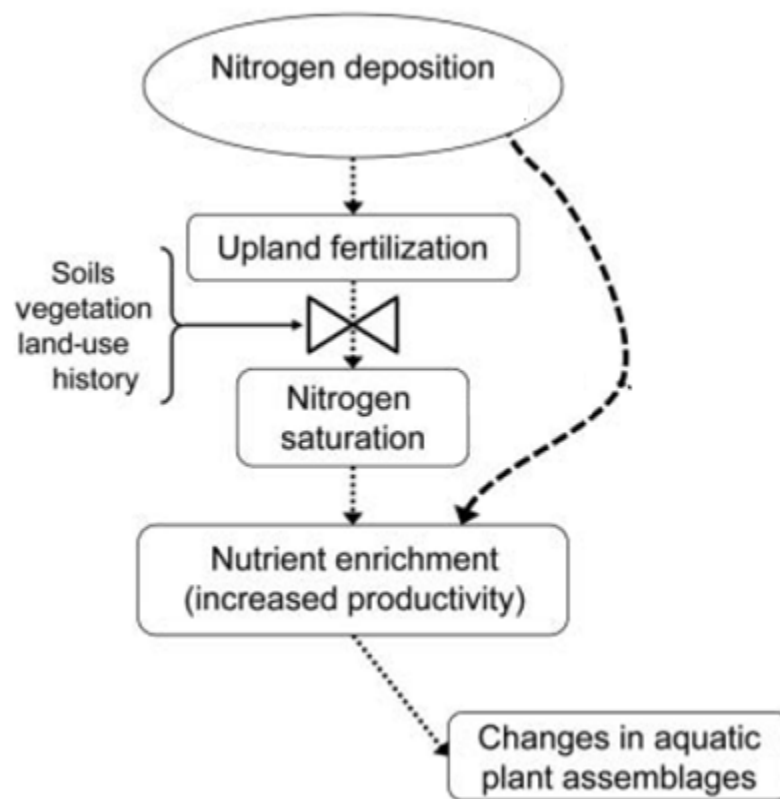 Nitrogen deposition
Upland fertilization
Soils
vegetation
land-use
history
Nitrogen
saturation
Nutrient enrichment
(increased productivity)
Changes in aquatic
plant assemblages